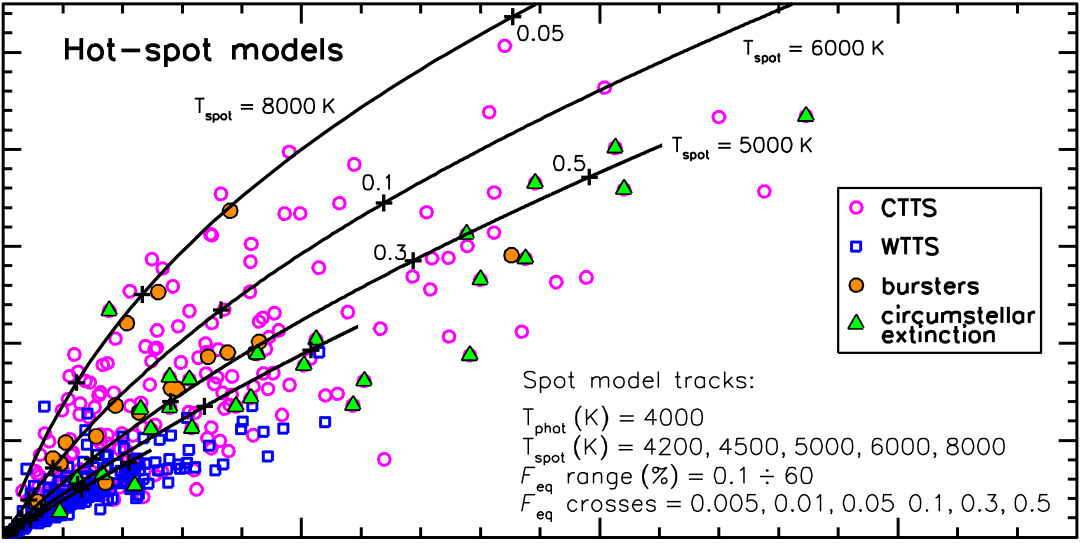 Hot-spot models
0.05
T_spot = 6000 K
T_spot = 8000 K
T_spot = 5000 K
0.5
0.1
0.3
CTTS
WTTS
bursters
circumstellar
extinction
Spot model tracks:
T_phot (K) = 4000
T_spot (K) = 4200, 4500, 5000, 6000, 8000
F_eq range (%) = 0.1 ÷ 60
F_eq crosses = 0.005, 0.01, 0.05 0.1, 0.3, 0.5